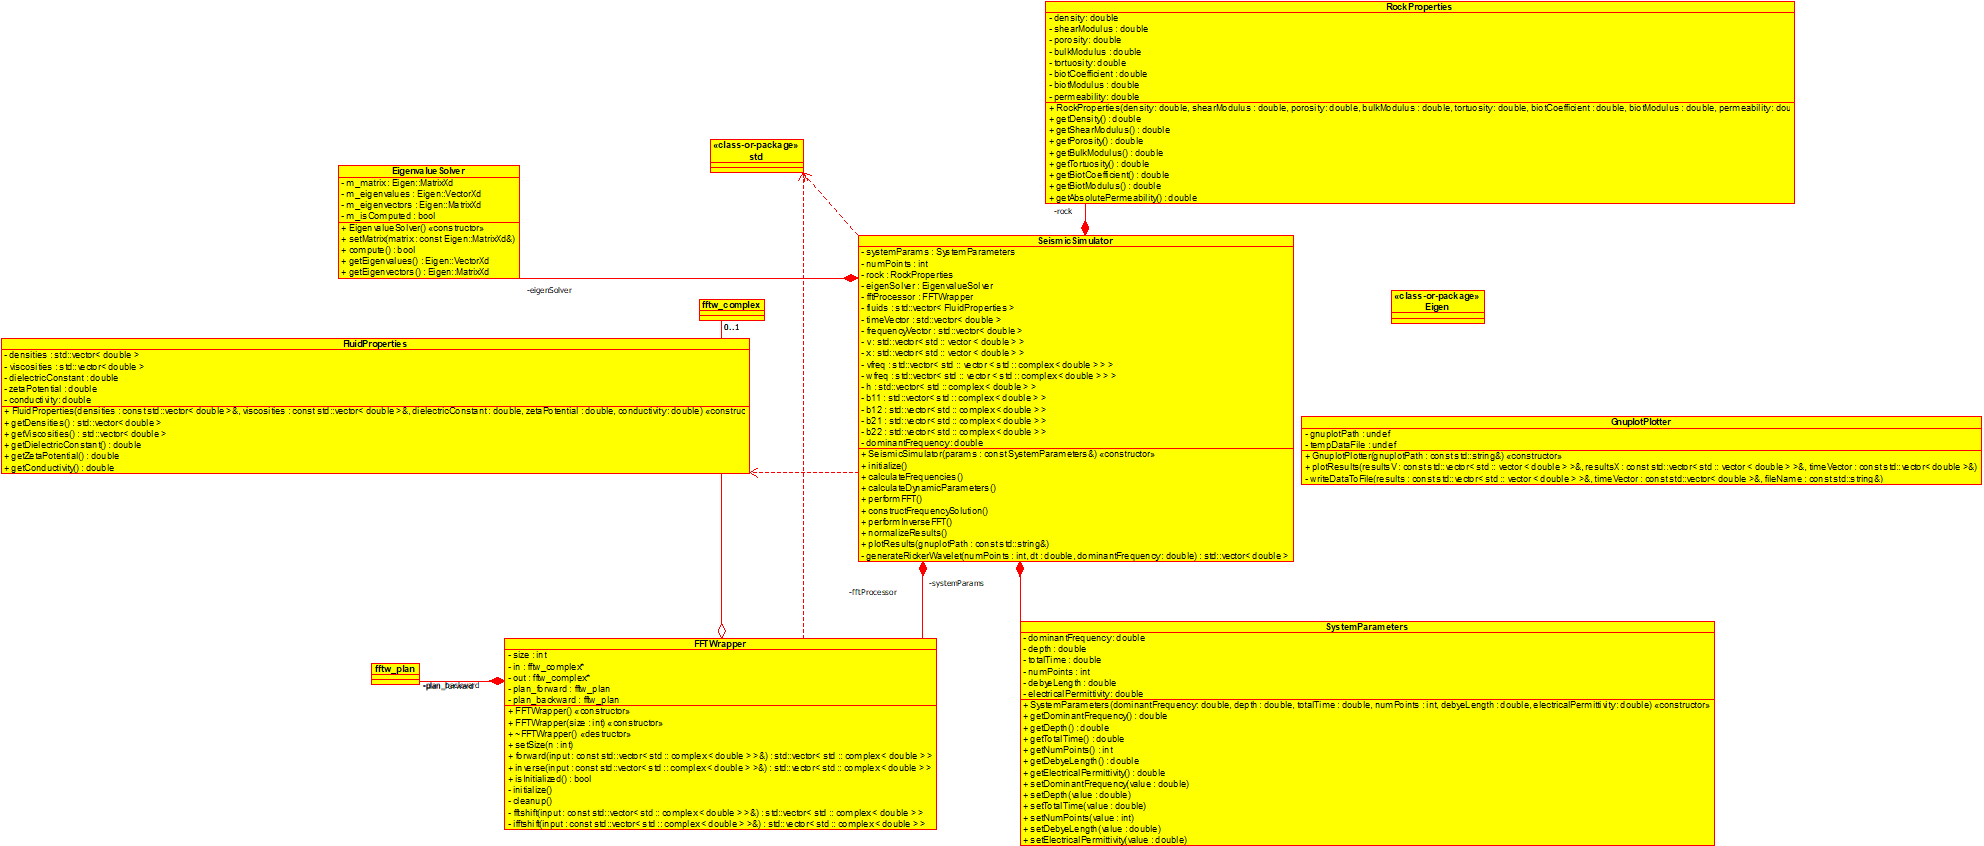 RockProperties
- density: double
- shearModulus : double
- porosity: double
- bulkModulus : double
- tortuosity: double
- biotCoefficient : double
- biotModulus : double
- permeability: double
+ RockProperties(density: double, shearModulus : double, porosity: double, bulkModulus : double, tortuosity: double, biotCoefficient : double, biotModulus : double, permeability: dou
+ getDensity() : double
+ getShearModulus() : double
+ getPorosity() : double
+ getBulkModulus() : double
+ getTortuosity() : double
+ getBiotCoefficient() : double
+ getBiotModulus() : double
+ getAbsolutePermeability() : double
-rock
«class-or-package»
std
EigenvalueSolver
- m_matrix : Eigen::MatrixXd
- m_eigenvalues : Eigen::VectorXd
- m_eigenvectors : Eigen::MatrixXd
- m_isComputed : bool
+ EigenvalueSolver() «constructor»
+ setMatrix(matrix : const Eigen::MatrixXd&)
+ compute() : bool
+ getEigenvalues() : Eigen::VectorXd
+ getEigenvectors() : Eigen::MatrixXd
-eigenSolver
SeismicSimulator
- systemParams : SystemParameters
- numPoints : int
- rock : RockProperties
- eigenSolver : EigenvalueSolver
- fftProcessor : FFTWrapper
- fluids : std::vector< FluidProperties >
- timeVector : std::vector< double >
- frequencyVector : std::vector< double >
- v : std::vector< std :: vector < double > >
- x : std::vector< std :: vector < double > >
- vfreq : std::vector< std :: vector < std :: complex < double > > >
- wfreq : std::vector< std :: vector < std :: complex < double > > >
- h : std::vector< std :: complex < double > >
- b11 : std::vector< std :: complex < double > >
- b12 : std::vector< std :: complex < double > >
- b21 : std::vector< std :: complex < double > >
- b22 : std::vector< std :: complex < double > >
- dominantFrequency: double
+ SeismicSimulator(params : const SystemParameters&) «constructor»
+ initialize()
+ calculateFrequencies()
+ calculateDynamicParameters()
+ performFFT()
+ constructFrequencySolution()
+ performInverseFFT()
+ normalizeResults()
+ plotResults(gnuplotPath : const std::string&)
- generateRickerWavelet(numPoints : int, dt : double, dominantFrequency: double) : std::vector< double >
«class-or-package»
Eigen
fftw_complex
0..1
FluidProperties
- densities : std::vector< double >
- viscosities : std::vector< double >
- dielectricConstant : double
- zetaPotential : double
- conductivity: double
+ FluidProperties(densities : const std::vector< double >&, viscosities : const std::vector< double >&, dielectricConstant : double, zetaPotential : double, conductivity: double) «construc
+ getDensities() : std::vector< double >
+ getViscosities() : std::vector< double >
+ getDielectricConstant() : double
+ getZetaPotential() : double
+ getConductivity() : double
GnuplotPlotter
- gnuplotPath : undef
- tempDataFile : undef
+ GnuplotPlotter(gnuplotPath : const std::string&) «constructor»
+ plotResults(resultsV : const std::vector< std :: vector < double > >&, resultsX : const std::vector< std :: vector < double > >&, timeVector : const std::vector< double >&)
- writeDataToFile(results : const std::vector< std :: vector < double > >&, timeVector : const std::vector< double >&, fileName : const std::string&)
-fftProcessor
-systemParams
FFTWrapper
- size : int
- in : fftw_complex*
- out : fftw_complex*
- plan_forward : fftw_plan
- plan_backward : fftw_plan
+ FFTWrapper() «constructor»
+ FFTWrapper(size : int) «constructor»
+ ~FFTWrapper() «destructor»
+ setSize(n : int)
+ forward(input : const std::vector< std :: complex < double > >&) : std::vector< std :: complex < double > >
+ inverse(input : const std::vector< std :: complex < double > >&) : std::vector< std :: complex < double > >
+ isInitialized() : bool
- initialize()
- cleanup()
- fftshift(input : const std::vector< std :: complex < double > >&) : std::vector< std :: complex < double > >
- ifftshift(input : const std::vector< std :: complex < double > >&) : std::vector< std :: complex < double > >
fftw_plan
-plan_backward
SystemParameters
- dominantFrequency: double
- depth : double
- totalTime : double
- numPoints : int
- debyeLength : double
- electricalPermittivity: double
+ SystemParameters(dominantFrequency: double, depth : double, totalTime : double, numPoints : int, debyeLength : double, electricalPermittivity: double) «constructor»
+ getDominantFrequency() : double
+ getDepth() : double
+ getTotalTime() : double
+ getNumPoints() : int
+ getDebyeLength() : double
+ getElectricalPermittivity() : double
+ setDominantFrequency(value : double)
+ setDepth(value : double)
+ setTotalTime(value : double)
+ setNumPoints(value : int)
+ setDebyeLength(value : double)
+ setElectricalPermittivity(value : double)